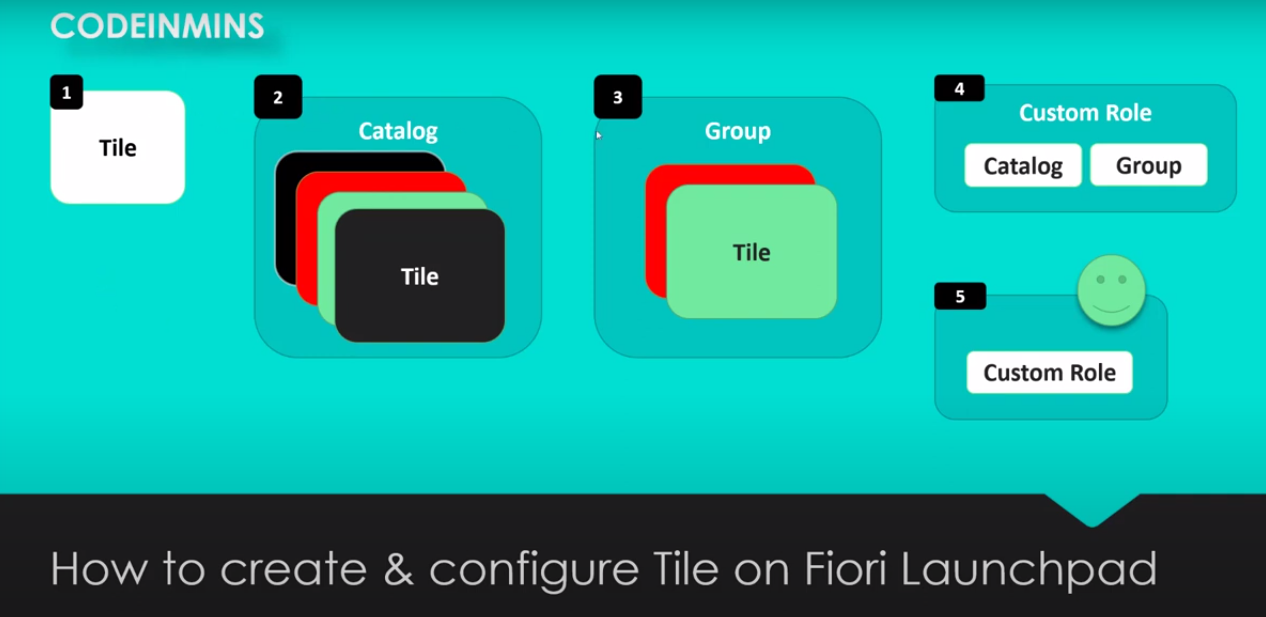 CODEINMINS
1
Tile
2
Catalog
Tile
3
Group
Tile
4
Custom Role
Catalog
Group
5
Custom Role
How to create & configure Tile on Fiori Launchpad